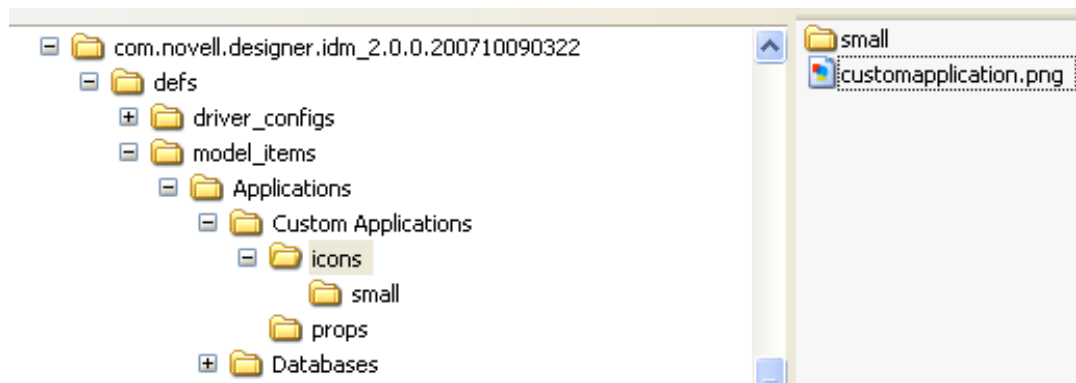 com.novell.designer.idm_2.0.0.200710090322
defs
driver_configs
model_items
Applications
Custom Applications
icons
small
props
Databases
small
customapplication.png